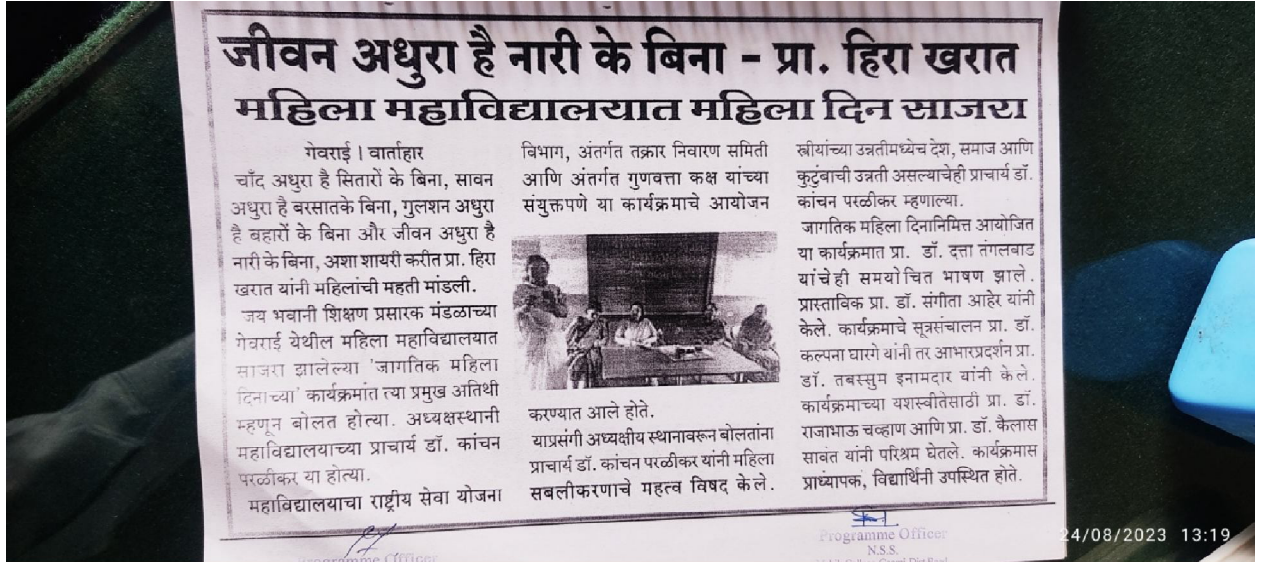 जीवन अधुरा है नारी के बिना - प्रा. हिरा खरात
महिला महाविद्यालयात महिला दिन साजरा
गेवराई । वार्ताहार
चाँद अधुरा है सितारों के बिना, सावन
अधुरा है बरसातके बिना, गुलशन अधुरा
है बहारों के बिना और जीवन अधुरा है
नारी के बिना, अशा शायरी करीत प्रा. हिरा
खरात यांनी महिलांची महती मांडली.
जय भवानी शिक्षण प्रसारक मंडळाच्या
गेवराई येथील महिला महाविद्यालयात
साजरा झालेल्या 'जागतिक महिला
दिनाच्या' कार्यक्रमांत त्या प्रमुख अतिथी
म्हणून बोलत होत्या. अध्यक्षस्थानी
महाविद्यालयाच्या प्राचार्य डॉ. कांचन
परळीकर या होत्या.
महाविद्यालयाचा राष्ट्रीय सेवा योजना
विभाग, अंतर्गत तक्रार निवारण समिती
आणि अंतर्गत गुणवत्ता कक्ष यांच्या
संयुक्तपणे या कार्यक्रमाचे आयोजन
करण्यात आले होते.
याप्रसंगी अध्यक्षीय स्थानावरून बोलतांना
प्राचार्य डॉ. कांचन परळीकर यांनी महिला
सबलीकरणाचे महत्व विषद केले.
स्त्रीयांच्या उन्नतीमध्येच देश, समाज आणि
कुटुंबाची उन्नती असल्याचेही प्राचार्य डॉ.
कांचन परळीकर म्हणाल्या.
जागतिक महिला दिनानिमित्त आयोजित
या कार्यक्रमात प्रा. डॉ. दत्ता तंगलवाड
यांचेही समयोचित भाषण झाले.
प्रास्ताविक प्रा. डॉ. संगीता आहेर यांनी
केले. कार्यक्रमाचे सूत्रसंचालन प्रा. डॉ.
कल्पना घारगे यांनी तर आभारप्रदर्शन प्रा.
डॉ. तबस्सुम इनामदार यांनी केले.
कार्यक्रमाच्या यशस्वीतेसाठी प्रा. डॉ.
राजाभाऊ चव्हाण आणि प्रा. डॉ. कैलास
सावंत यांनी परिश्रम घेतले. कार्यक्रमास
प्राध्यापक, विद्यार्थिनी उपस्थित होते.
Programme Officer
Programme Officer
N.S.S.
24/08/2023 13:19